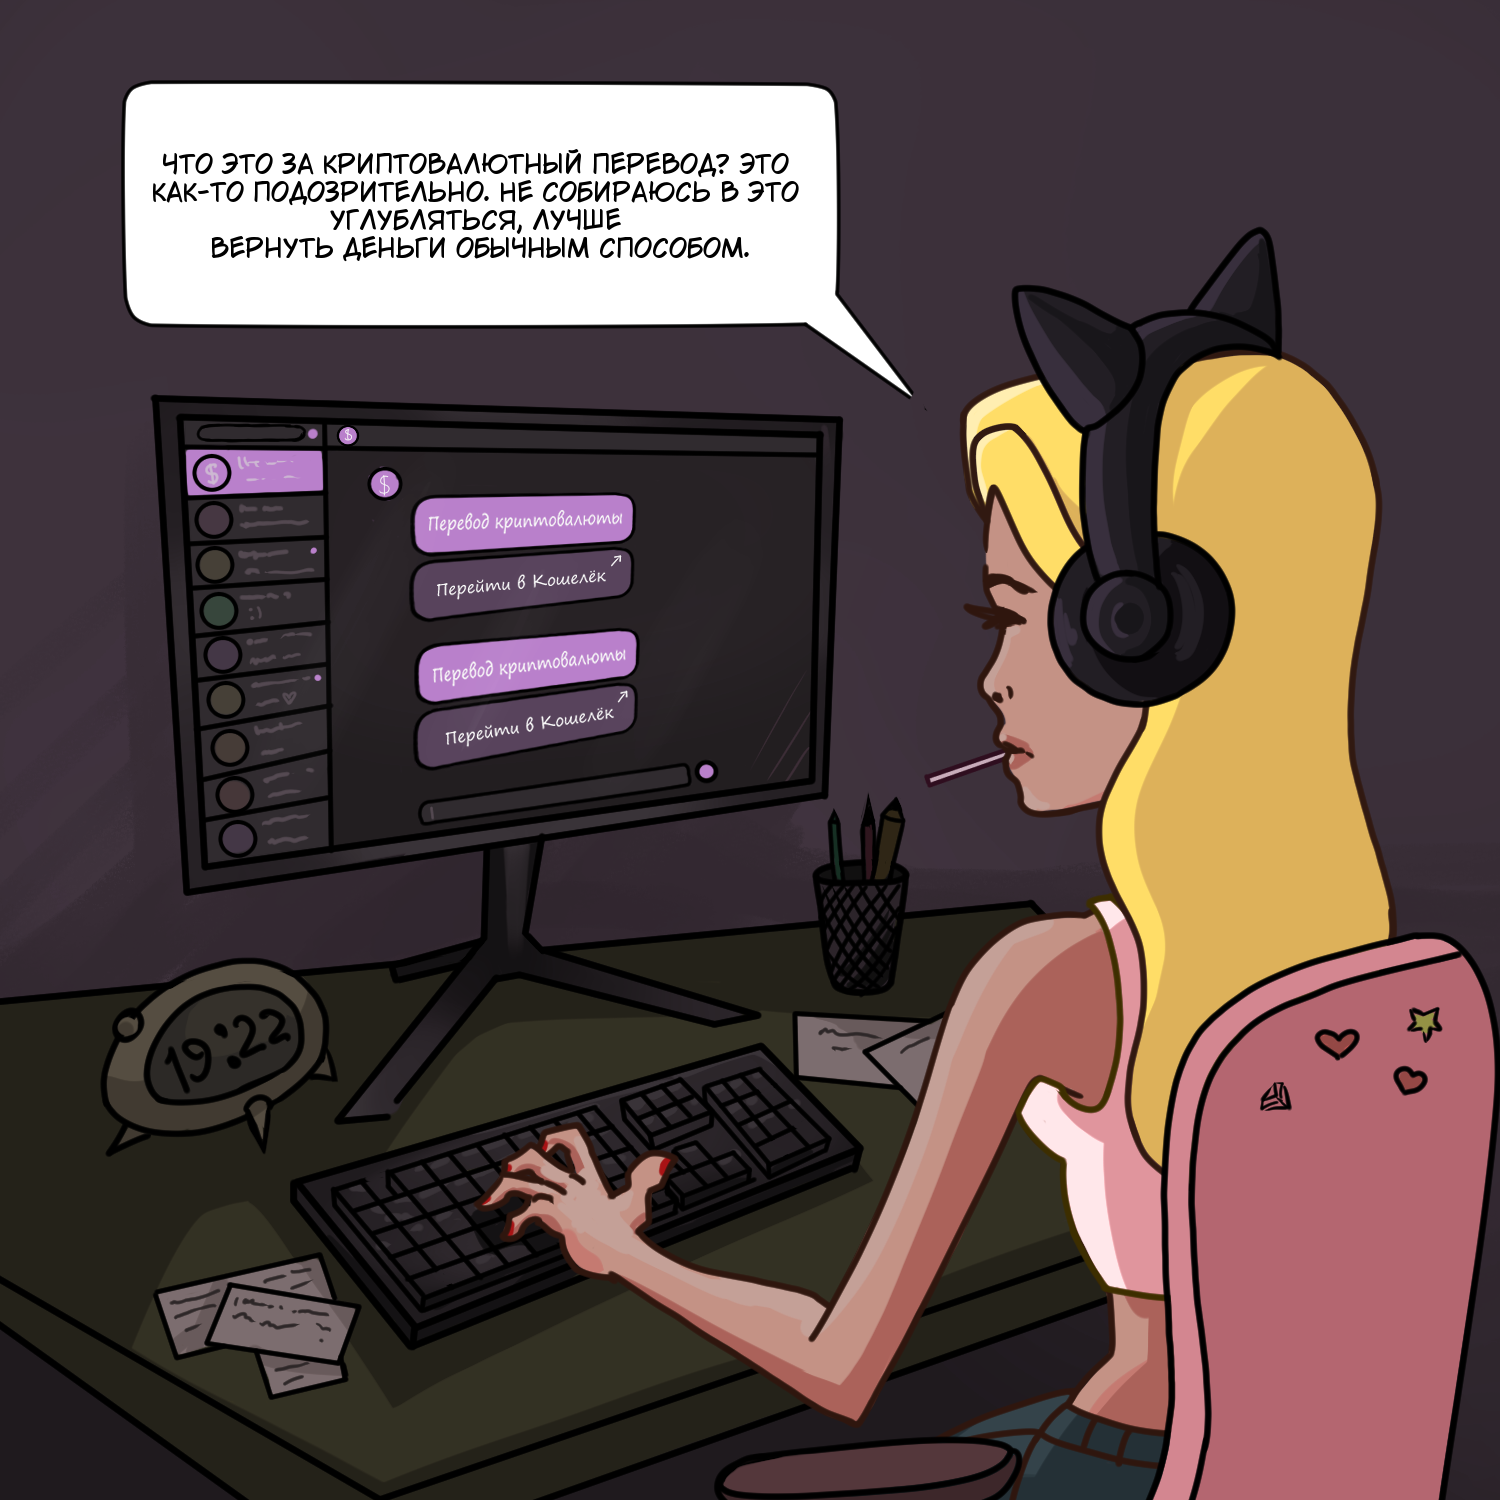 ЧТО ЭТО ЗА КРИПТОВАЛЮТНЫЙ ПЕРЕВОД? ЭТО
КАК-ТО ПОДОЗРИТЕЛЬНО. НЕ СОБИРАЮСЬ В ЭТО
УГЛУБЛЯТЬСЯ, ЛУЧШЕ
ВЕРНУТЬ ДЕНЬГИ ОБЫЧНЫМ СПОСОБОМ.
$
$
$
Перевод криптовалюты
Перейти в Кошелёк
:)
Перевод криптовалюты
Перейти в Кошелёк
19:22